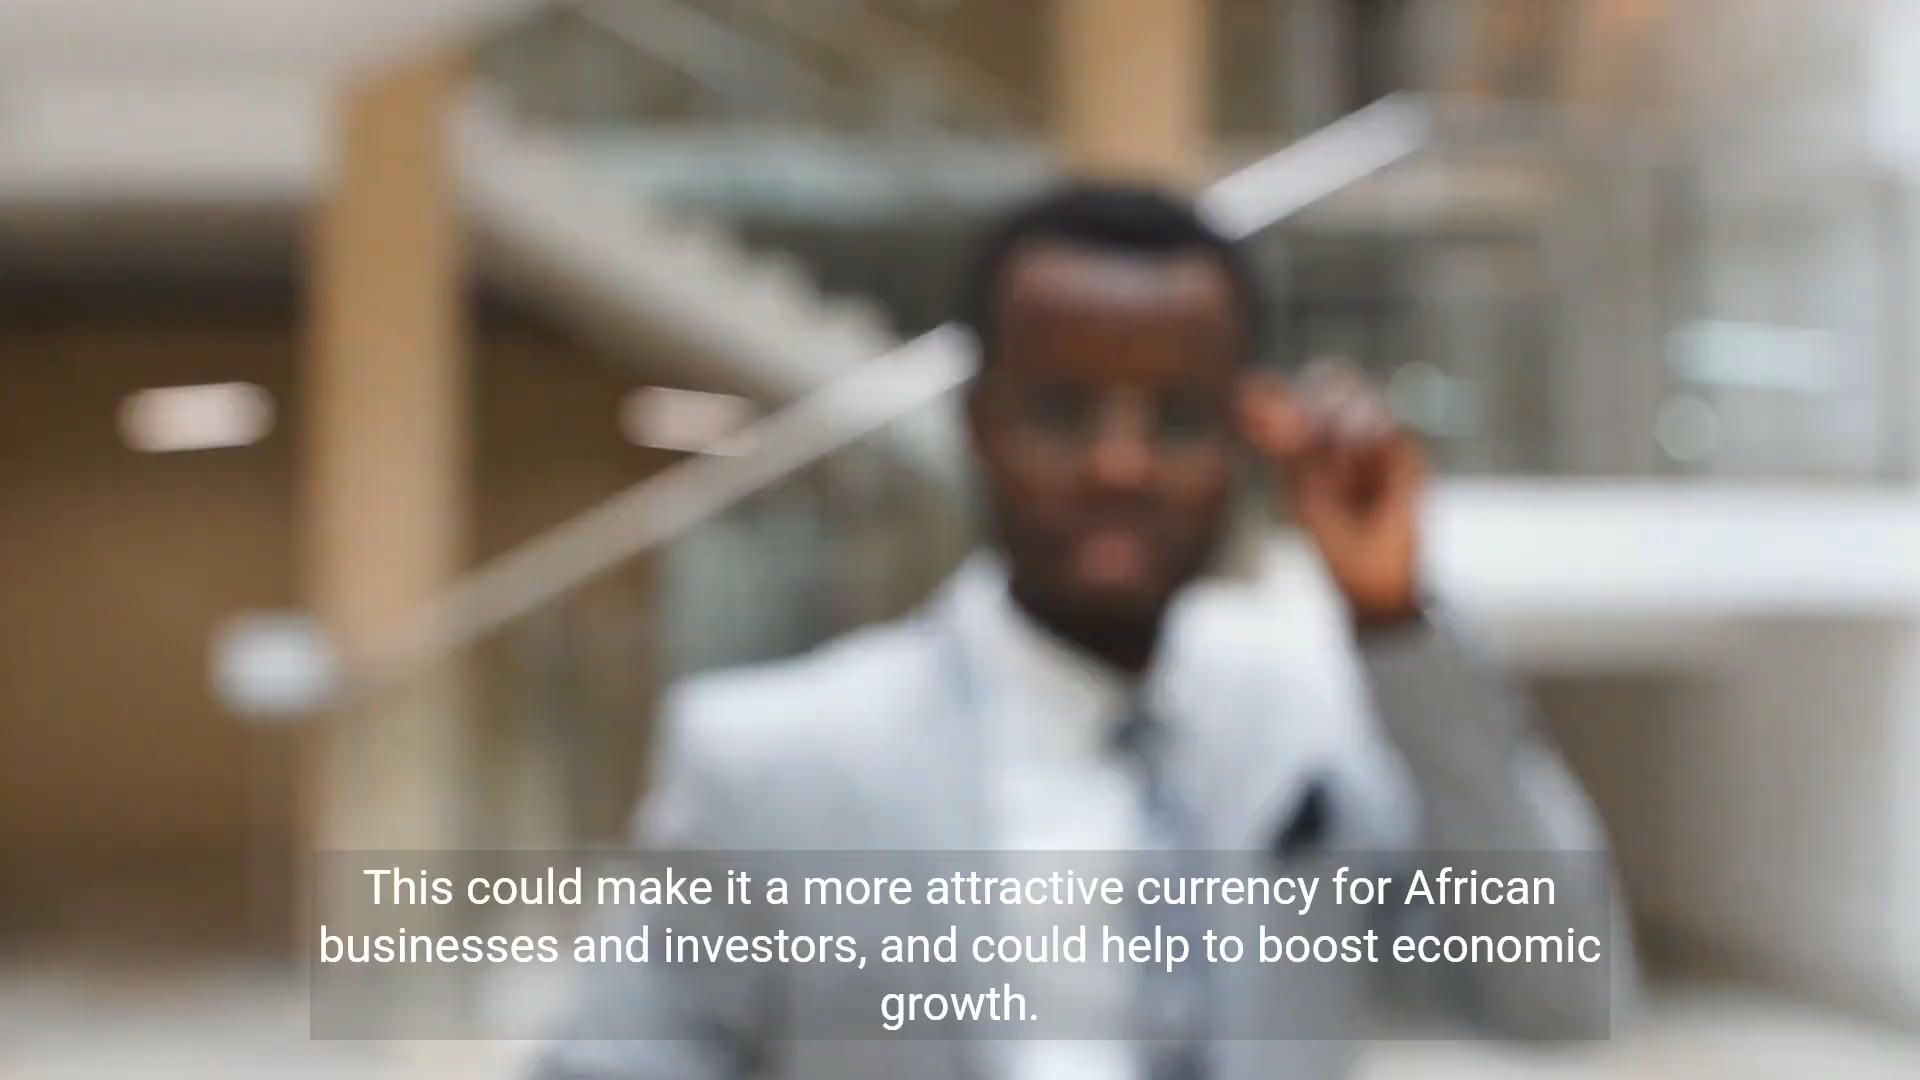 This could make it a more attractive currency for African
businesses and investors, and could help to boost economic
growth.